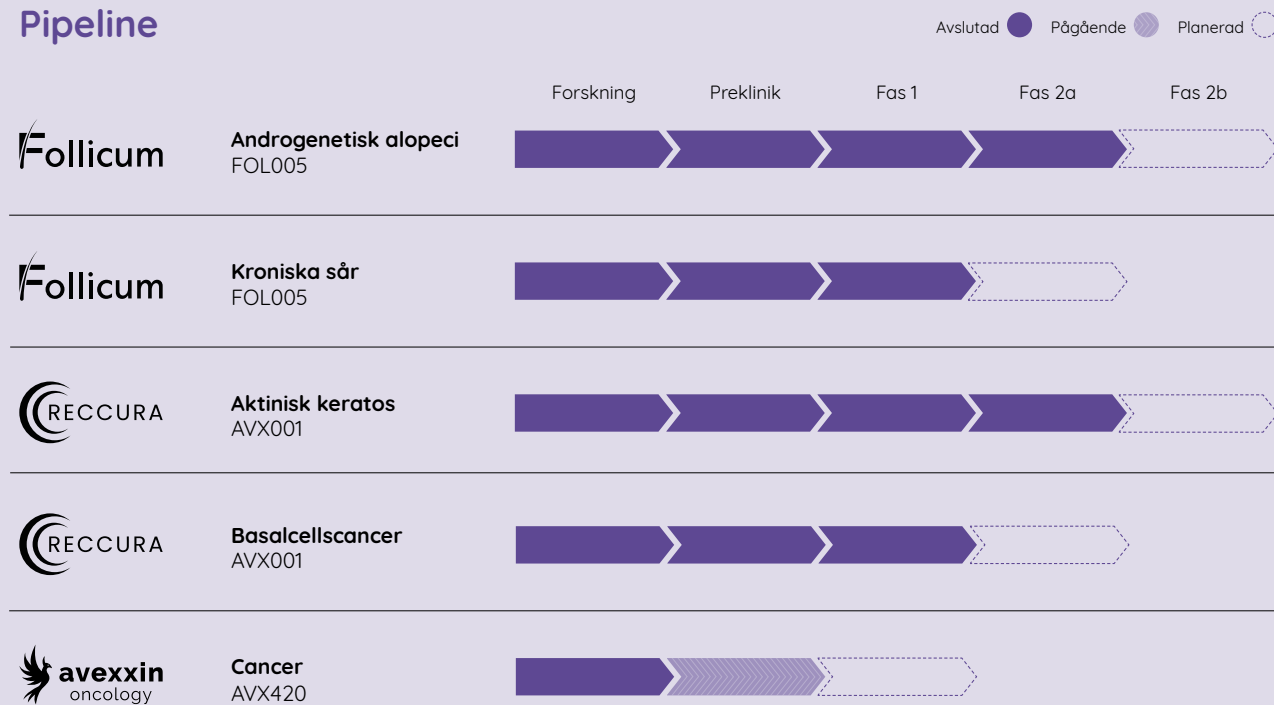 Pipeline
Avslutad Pågående Planerad
Forskning Preklinik Fas 1 Fas 2a Fas 2b
Follicum
Androgenetisk alopeci
FOL005
Follicum
Kroniska sår
FOL005
RECCURA
Aktinisk keratos
AVX001
RECCURA
Basalcellscancer
AVX001
avexxin
oncology
Cancer
AVX420